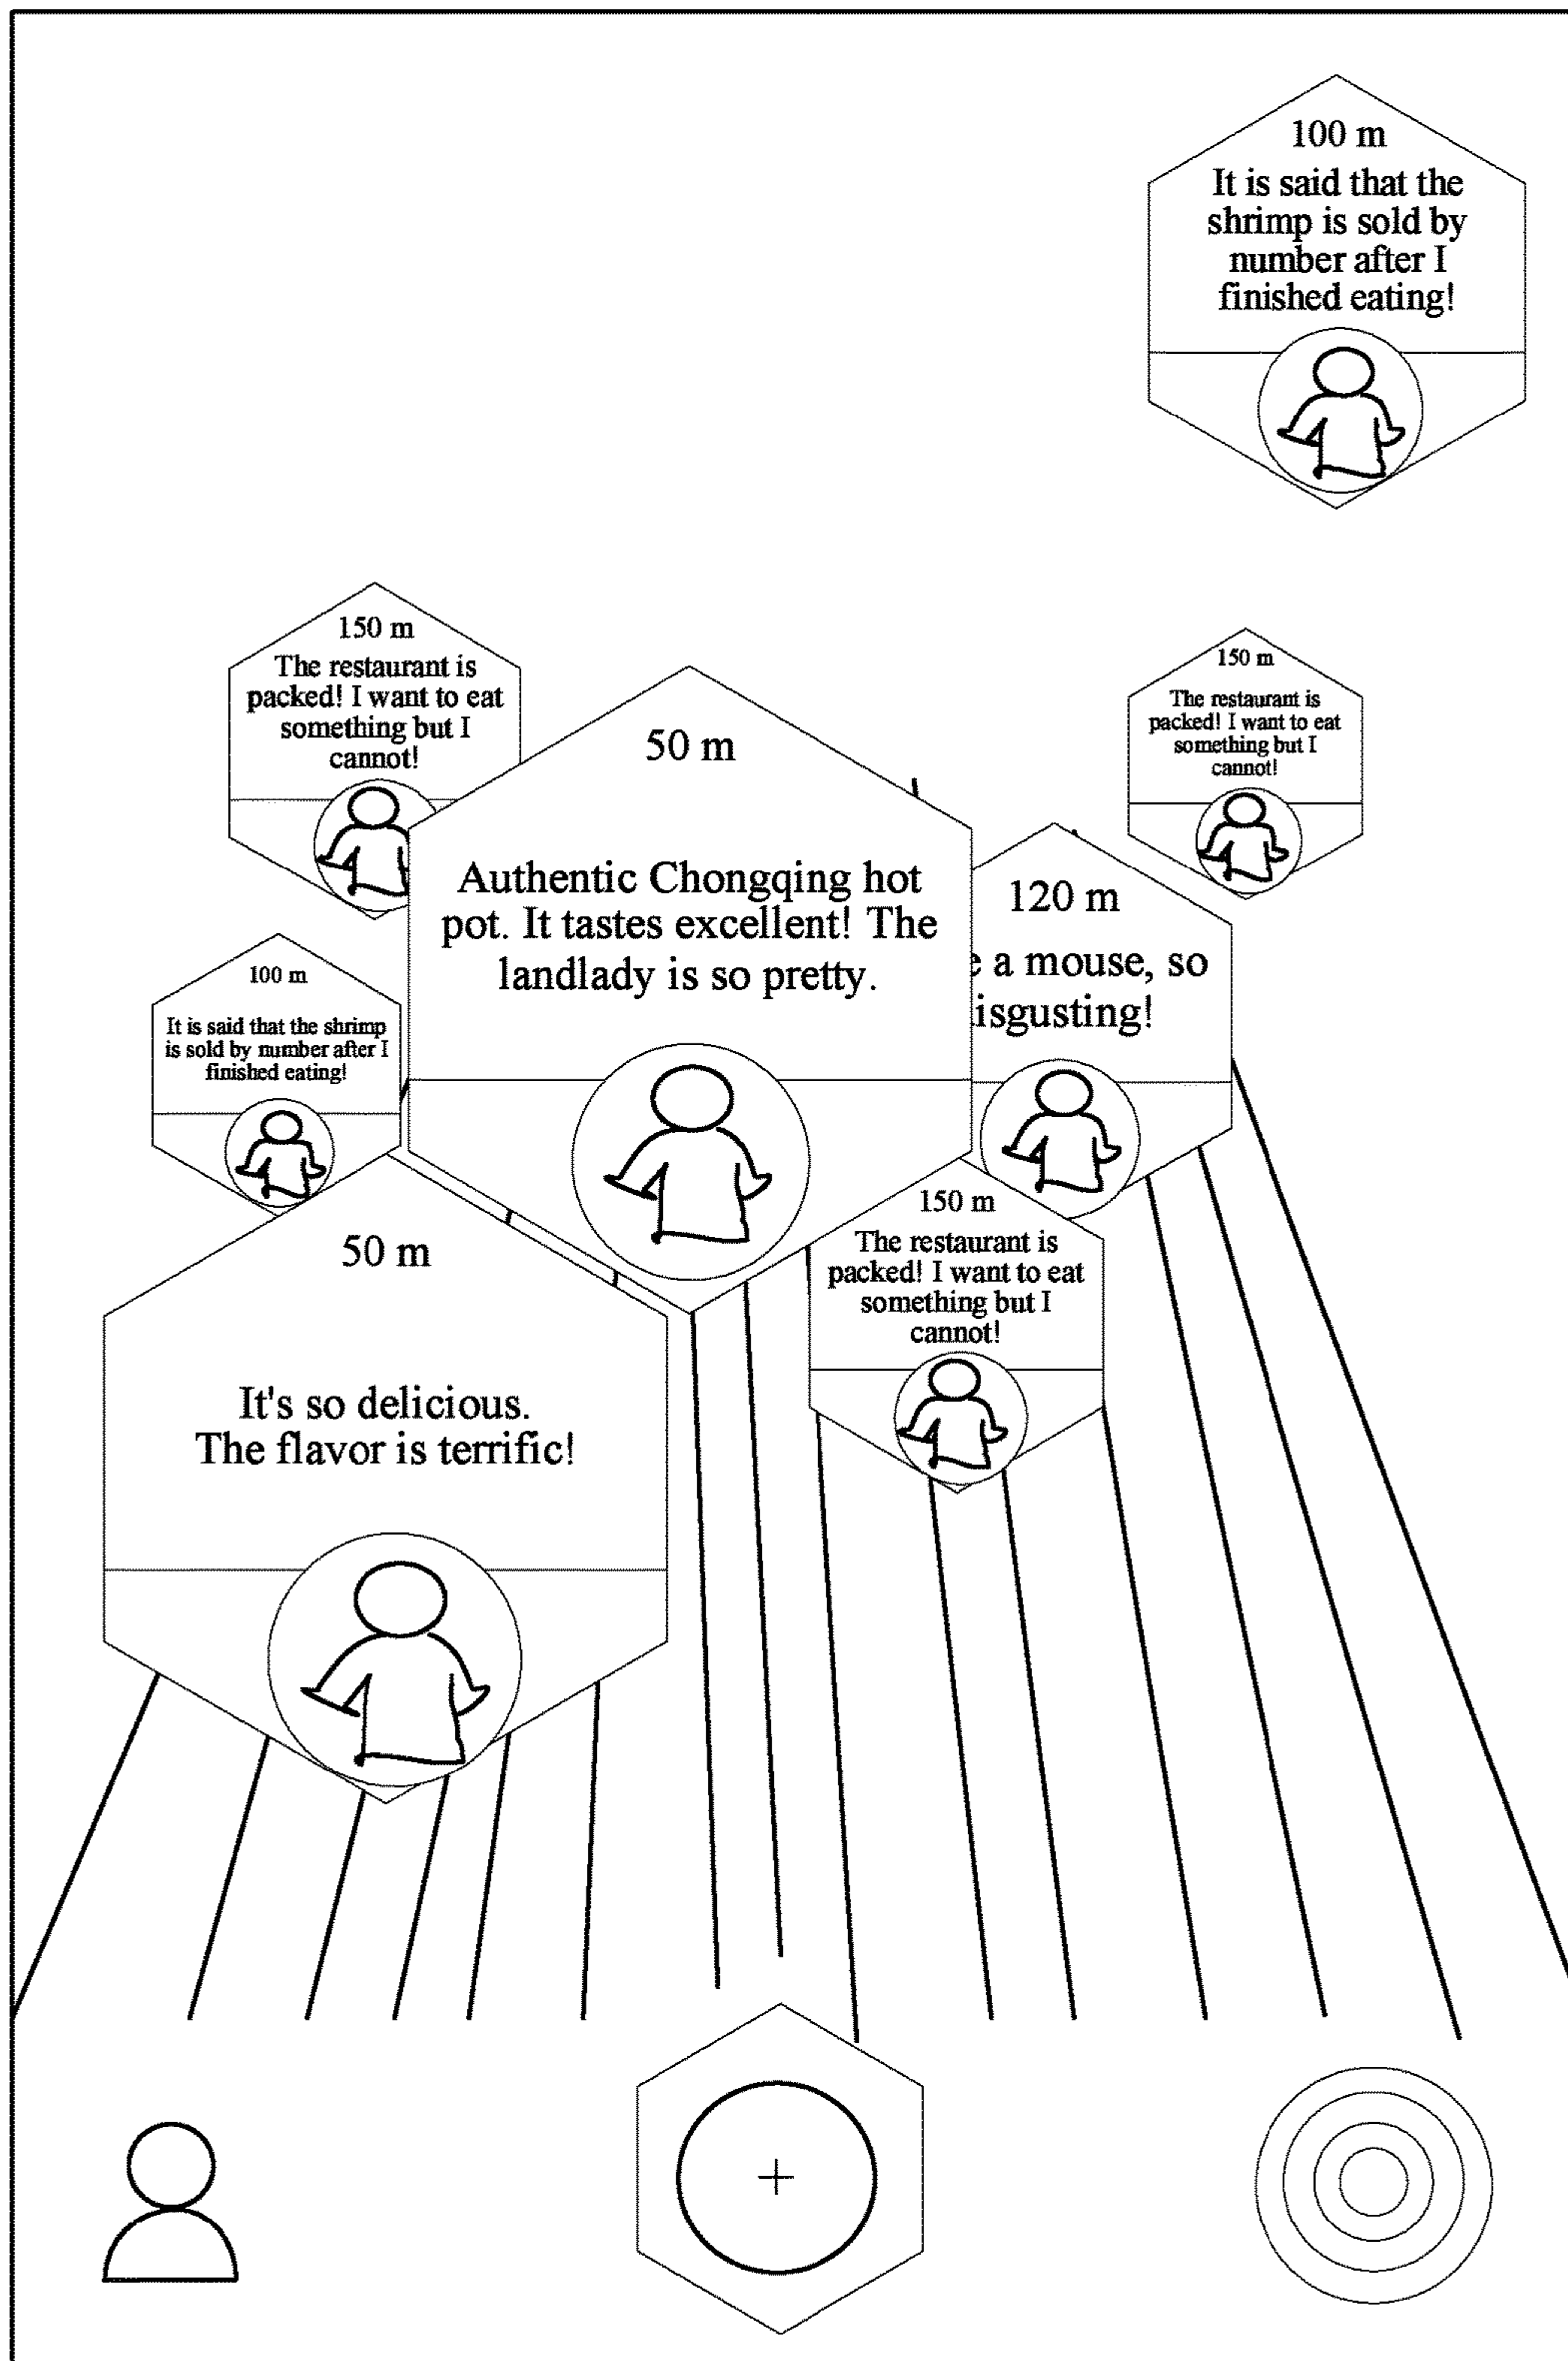 100 m
It is said that the
shrimp is sold by
number after I
finished eating!
150 m
The restaurant is
packed! I want to eat
something but I
cannot!
150 m
The restaurant is
packed! I want to eat
something but I
cannot!
50 m
Authentic Chongqing hot
pot. It tastes excellent! The
landlady is so pretty.
120 m
a mouse, so
isgusting!
100 m
It is said that the shrimp
is sold by number after I
finished eating!
150 m
The restaurant is
packed! I want to eat
something but I
cannot!
50 m
It's so delicious.
The flavor is terrific!